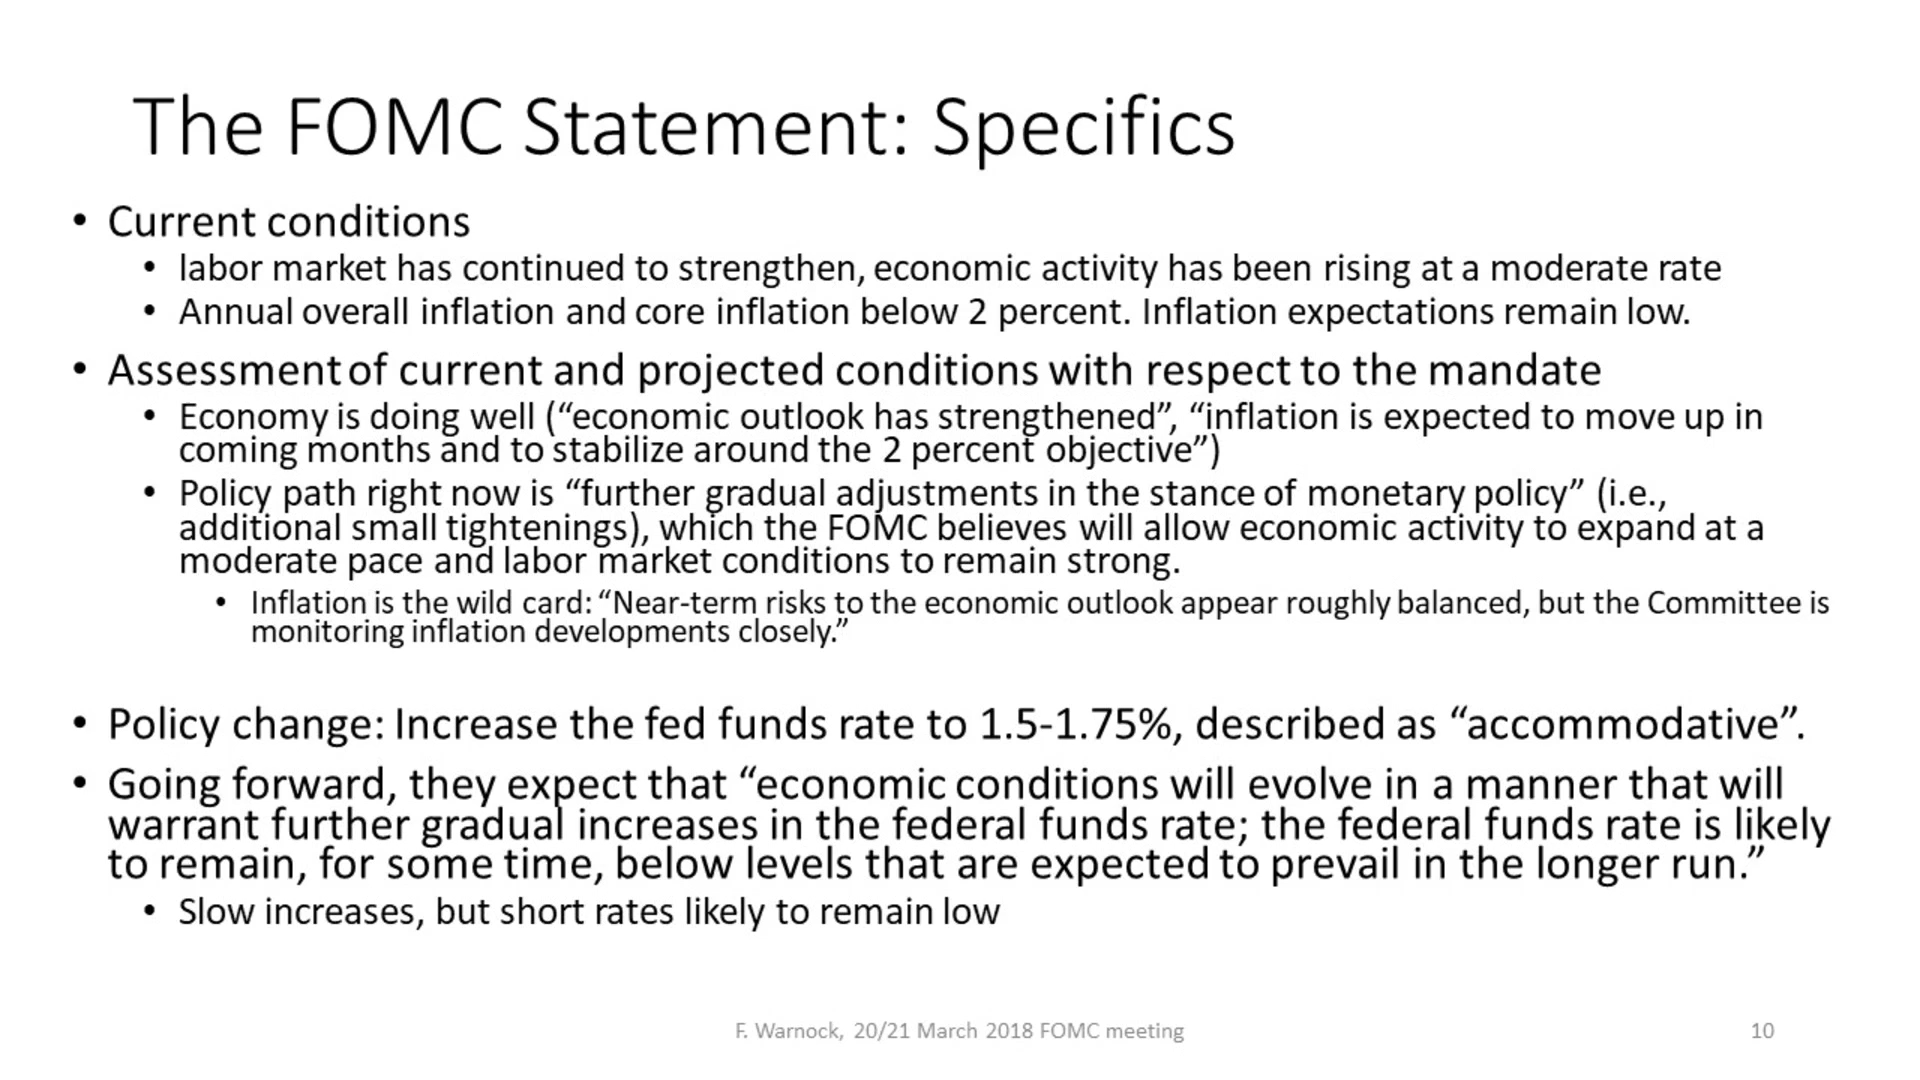 The FOMC Statement: Specifics
• Current conditions
• labor market has continued to strengthen, economic activity has been rising at a moderate rate
• Annual overall inflation and core inflation below 2 percent. Inflation expectations remain low.
• Assessment of current and projected conditions with respect to the mandate
• Economy is doing well (“economic outlook has strengthened”, “inflation is expected to move up in
coming months and to stabilize around the 2 percent objective”)
• Policy path right now is “further gradual adjustments in the stance of monetary policy” (i.e.,
additional small tightenings), which the FOMC believes will allow economic activity to expand at a
moderate pace and labor market conditions to remain strong.
• Inflation is the wild card: “Near-term risks to the economic outlook appear roughly balanced, but the Committee is
monitoring inflation developments closely.”
• Policy change: Increase the fed funds rate to 1.5-1.75%, described as “accommodative”.
• Going forward, they expect that “economic conditions will evolve in a manner that will
warrant further gradual increases in the federal funds rate; the federal funds rate is likely
to remain, for some time, below levels that are expected to prevail in the longer run.”
• Slow increases, but short rates likely to remain low
F. Warnock, 20/21 March 2018 FOMC meeting
10